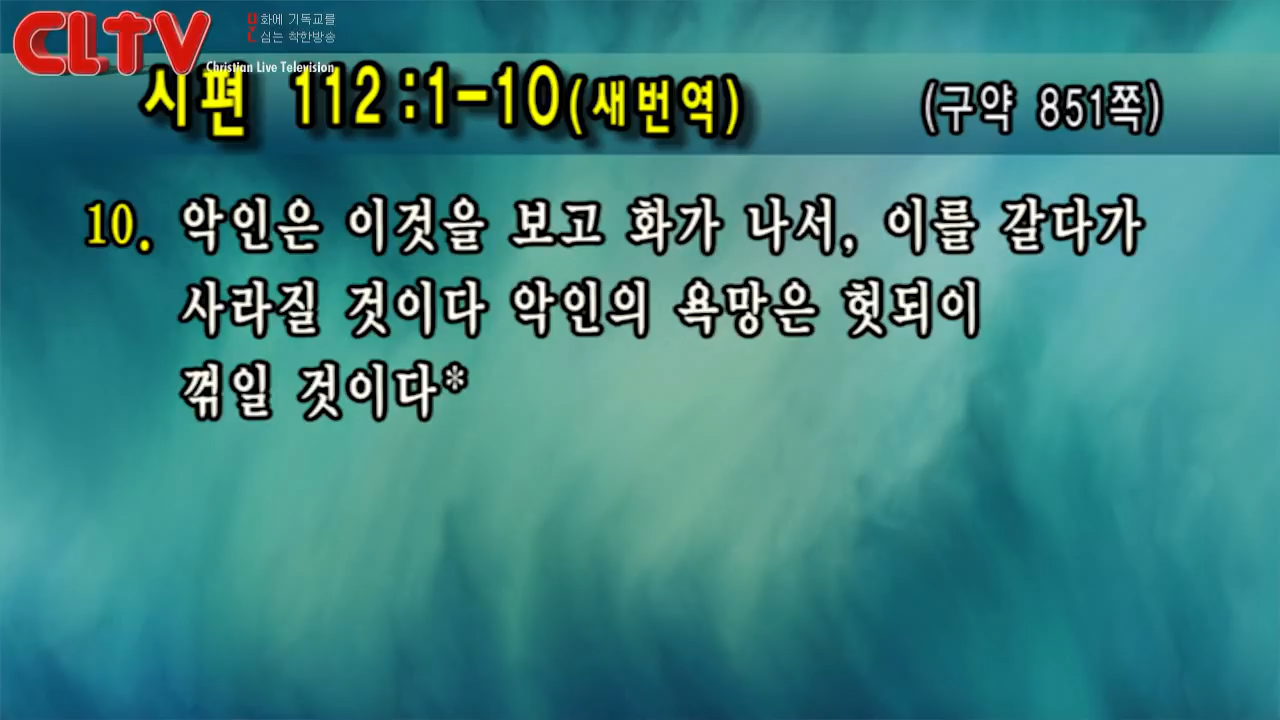 CLTV
문화에 기독교를
심는 착한방송
Christian Live Television
시편 112:1-10(새번역)
(구약 851쪽)
10. 악인은 이것을 보고 화가 나서, 이를 갈다가
사라질 것이다 악인의 욕망은 헛되이
꺾일 것이다*